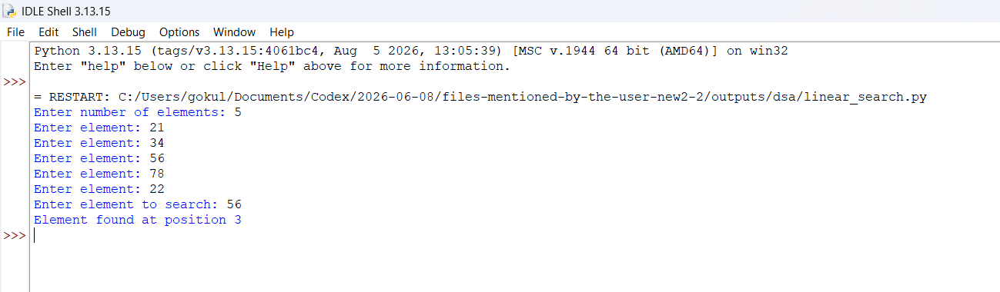 IDLE Shell 3.13.15
File Edit Shell Debug Options Window Help
Python 3.13.15 (tags/v3.13.15:4061bc4, Aug  5 2026, 13:05:39) [MSC v.1944 64 bit (AMD64)] on win32
Enter "help" below or click "Help" above for more information.
>>>
= RESTART: C:/Users/gokul/Documents/Codex/2026-06-08/files-mentioned-by-the-user-new2-2/outputs/dsa/linear_search.py
Enter number of elements: 5
Enter element: 21
Enter element: 34
Enter element: 56
Enter element: 78
Enter element: 22
Enter element to search: 56
Element found at position 3
>>>